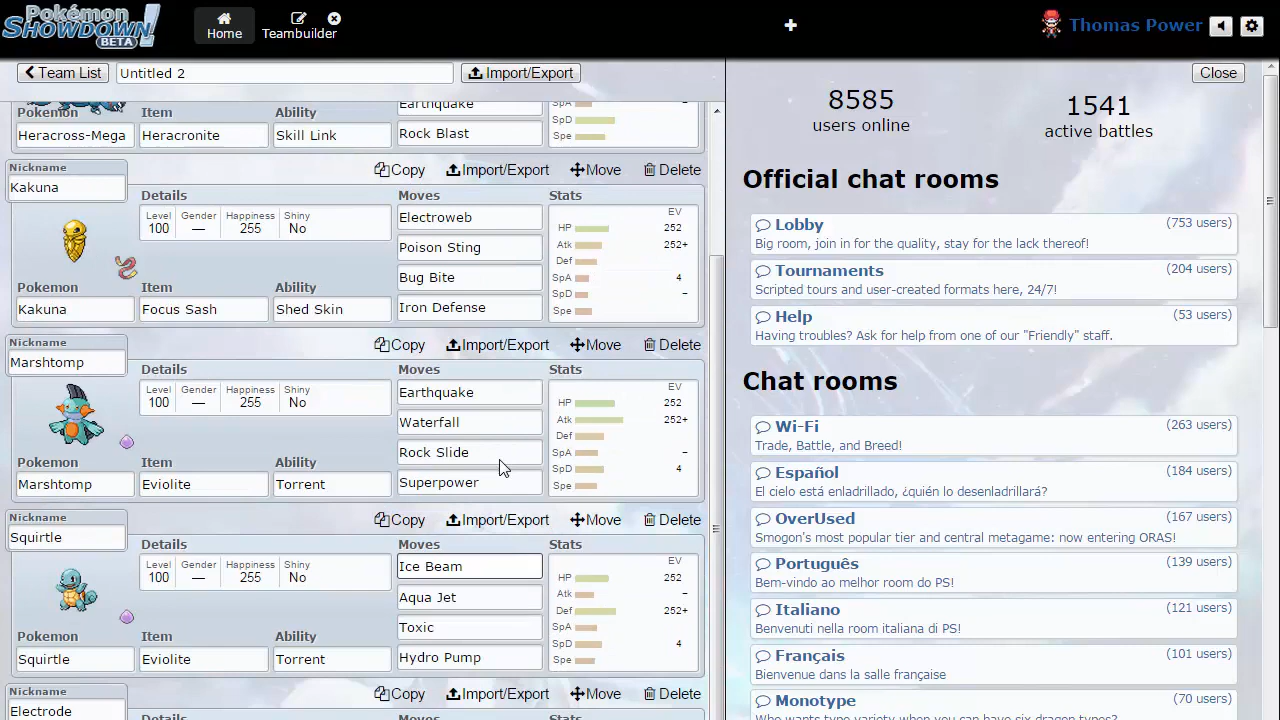 Pokémon
SHOWDOWN!
BETA
Home
Teambuilder
Thomas Power
Team List
Untitled 2
Import/Export
Close
Pokemon
Item
Ability
Heracross-Mega
Heracronite
Skill Link
Earthquake
Rock Blast
SpA
SpD
Spe
Nickname
Kakuna
Copy
Import/Export
Move
Delete
Details
Level
Gender
Happiness
Shiny
100
—
255
No
Pokemon
Item
Ability
Kakuna
Focus Sash
Shed Skin
Moves
Electroweb
Poison Sting
Bug Bite
Iron Defense
Stats
EV
HP 252
Atk 252+
Def
SpA 4
SpD –
Spe
Nickname
Marshtomp
Copy
Import/Export
Move
Delete
Details
Level
Gender
Happiness
Shiny
100
—
255
No
Pokemon
Item
Ability
Marshtomp
Eviolite
Torrent
Moves
Earthquake
Waterfall
Rock Slide
Superpower
Stats
EV
HP 252
Atk 252+
Def
SpA –
SpD 4
Spe
Nickname
Squirtle
Copy
Import/Export
Move
Delete
Details
Level
Gender
Happiness
Shiny
100
—
255
No
Pokemon
Item
Ability
Squirtle
Eviolite
Torrent
Moves
Ice Beam
Aqua Jet
Toxic
Hydro Pump
Stats
EV
HP 252
Atk –
Def 252+
SpA
SpD 4
Spe
Nickname
Electrode
Copy
Import/Export
Move
Delete
Details
Moves
Stats
8585
users online
1541
active battles
Official chat rooms
Lobby (753 users)
Big room, join in for the quality, stay for the lack thereof!
Tournaments (204 users)
Scripted tours and user-created formats here, 24/7!
Help (53 users)
Having troubles? Ask for help from one of our "Friendly" staff.
Chat rooms
Wi-Fi (263 users)
Trade, Battle, and Breed!
Español (184 users)
El cielo está enladrillado, ¿quién lo desenladrillará?
OverUsed (167 users)
Smogon's most popular tier and central metagame: now entering ORAS!
Português (139 users)
Bem-vindo ao melhor room do PS!
Italiano (121 users)
Benvenuti nella room italiana di PS!
Français (101 users)
Bienvenue dans la salle française
Monotype (70 users)
Who wants type variety when you can have six dragon types?